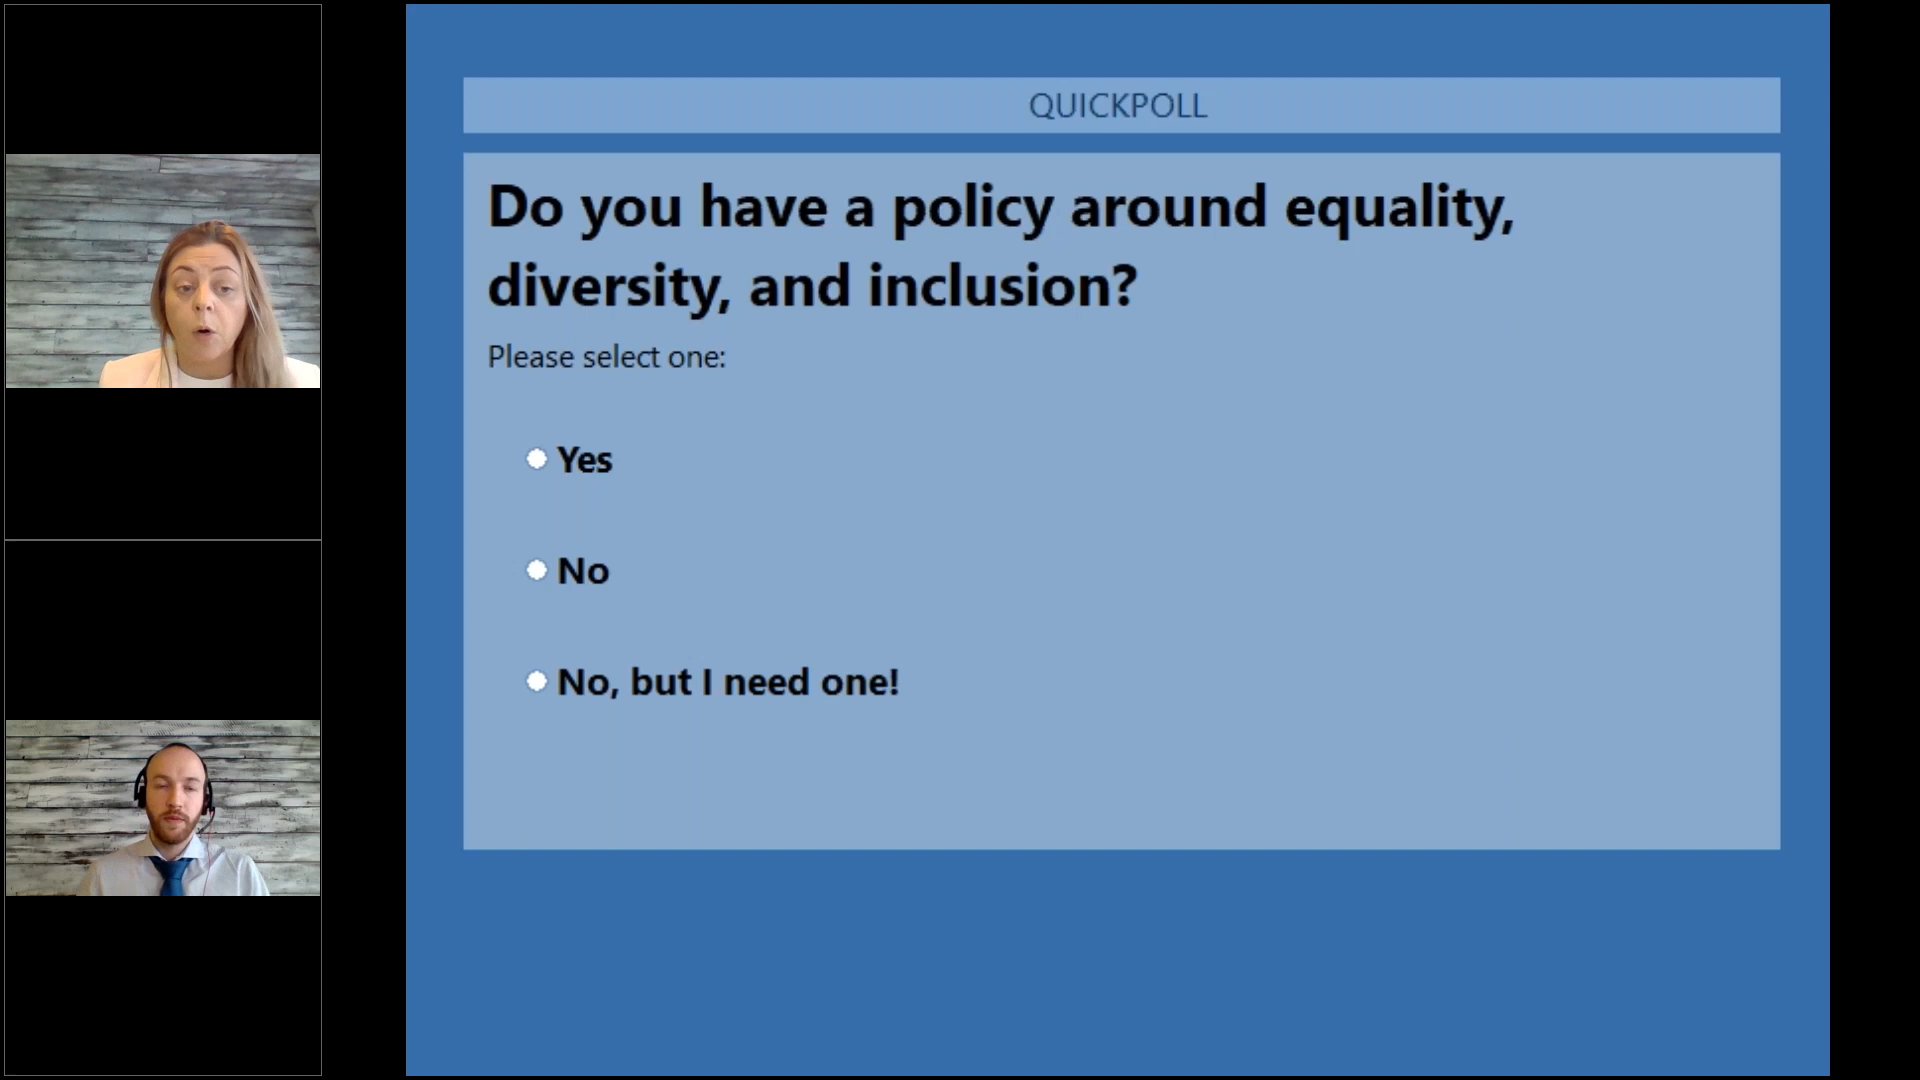 QUICKPOLL
Do you have a policy around equality,
diversity, and inclusion?
Please select one:
Yes
No
No, but I need one!